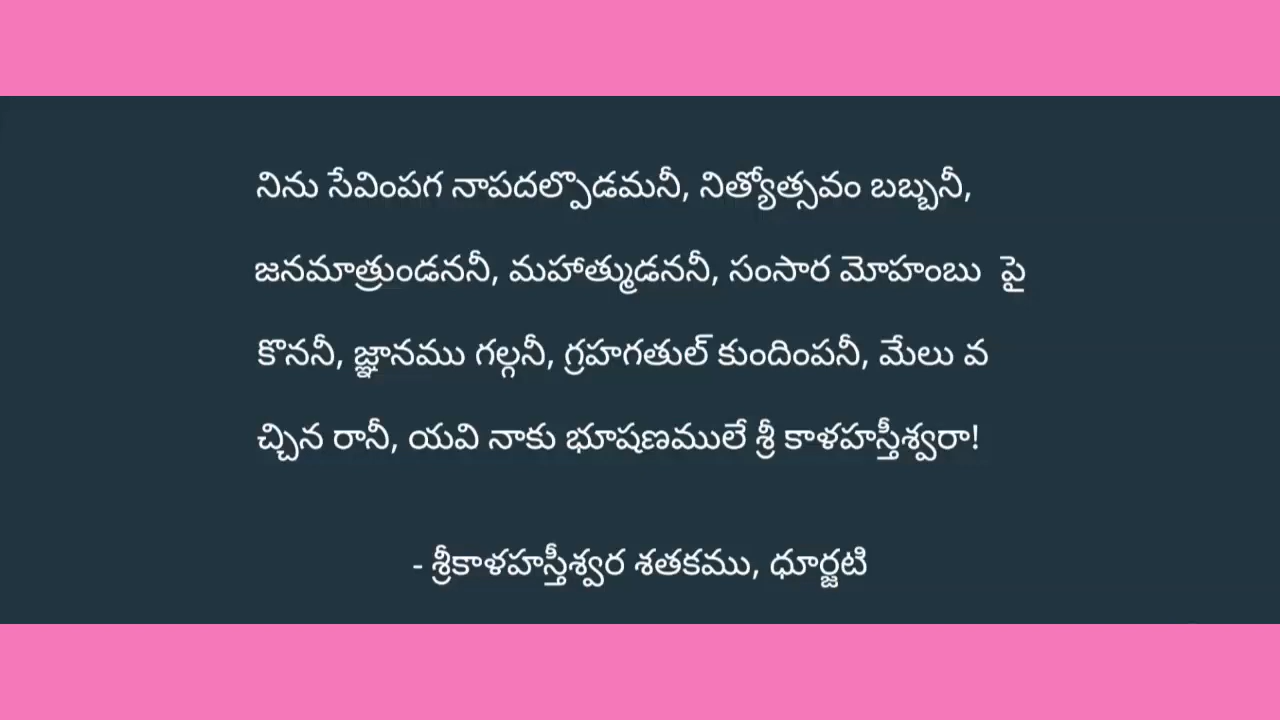 నిను సేవింపగ నాపదల్పొడమనీ, నిత్యోత్సవం బబ్బనీ,
జనమాత్రుండననీ, మహాత్ముడననీ, సంసార మోహంబు పై
కొననీ, జ్ఞానము గల్గనీ, గ్రహగతుల్ కుందింపనీ, మేలు వ
చ్చిన రానీ, యవి నాకు భూషణములే శ్రీ కాళహస్తీశ్వరా!
- శ్రీకాళహస్తీశ్వర శతకము, ధూర్జటి